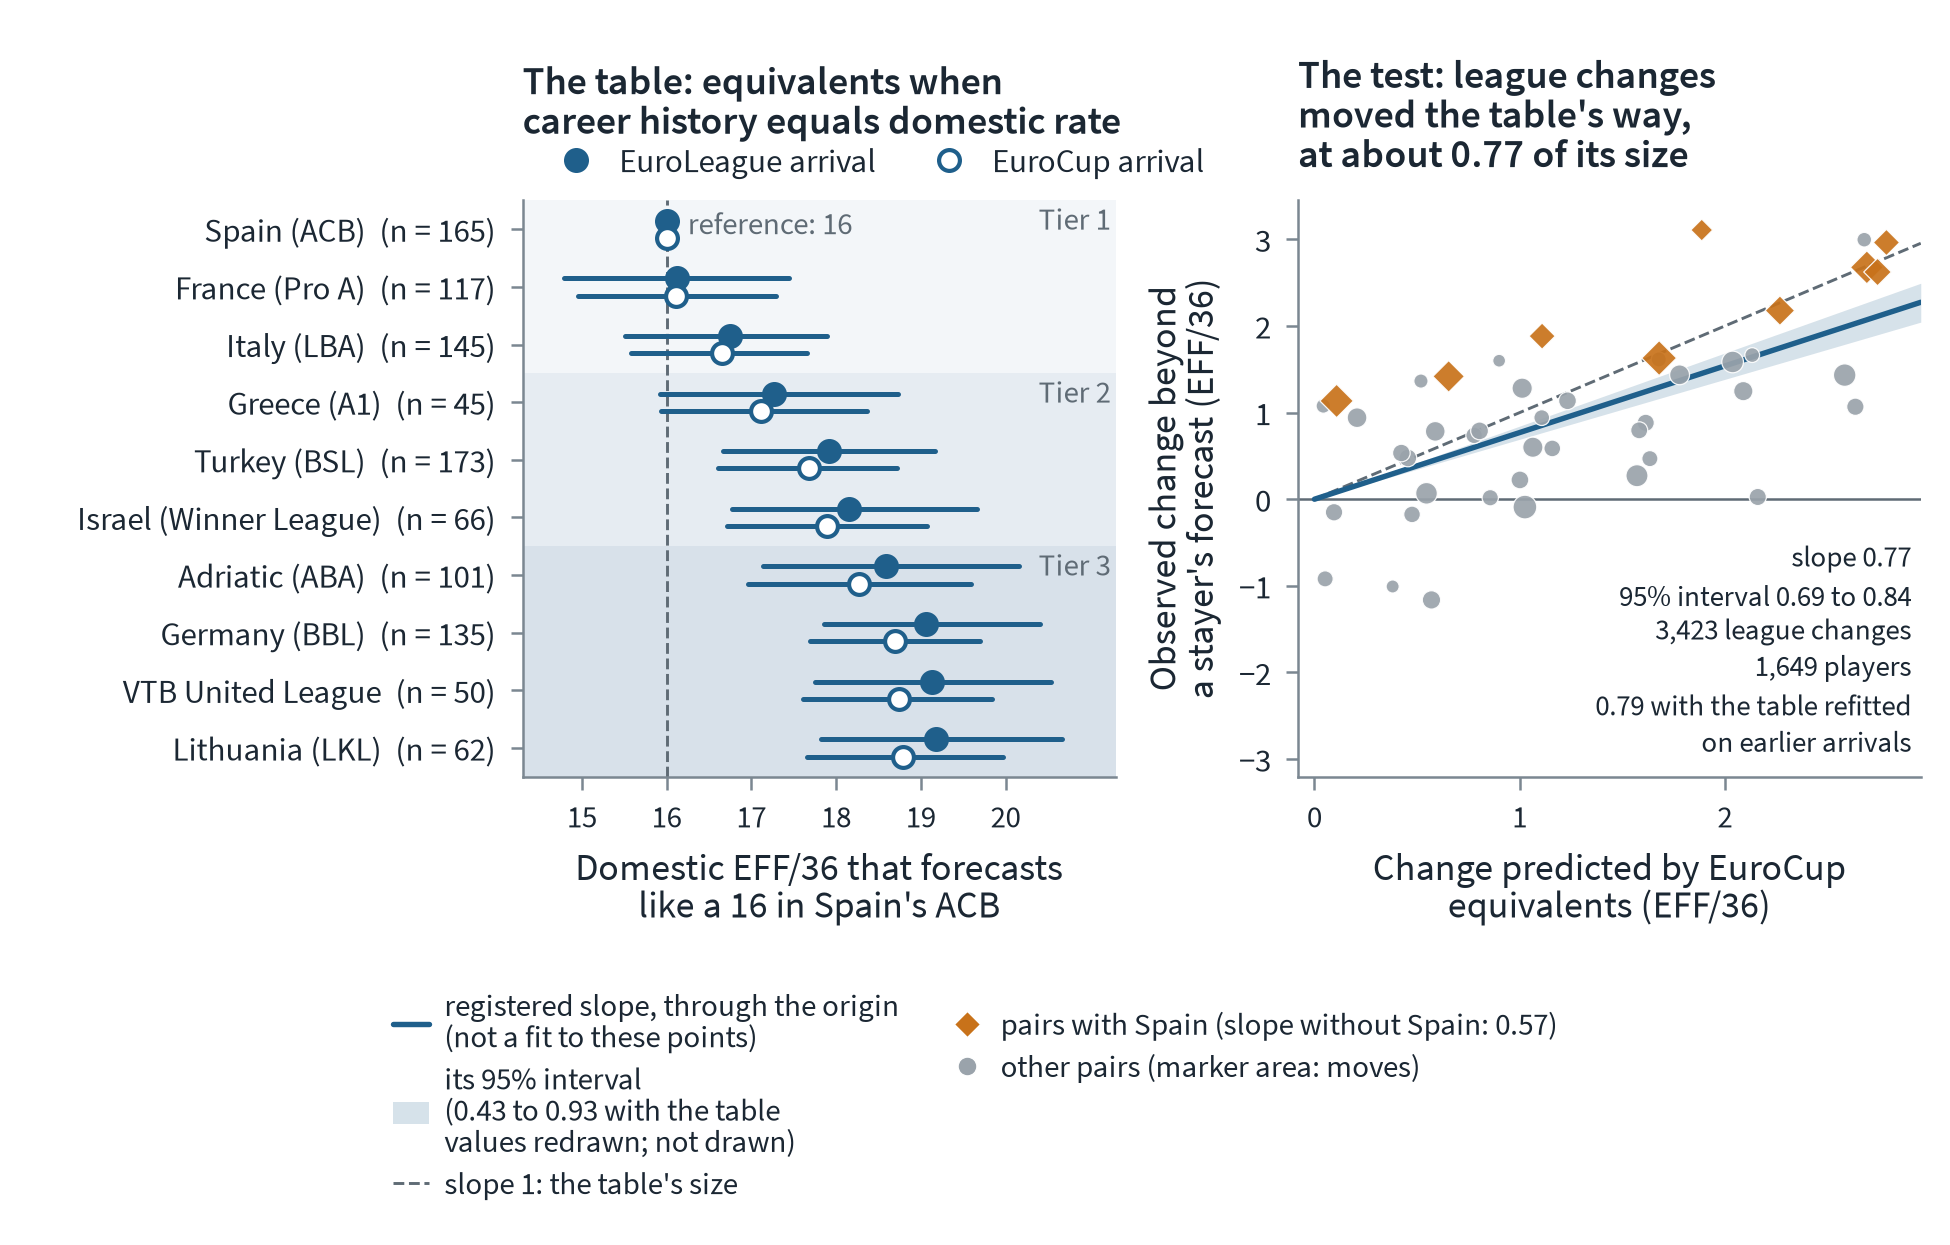 The table: equivalents when
career history equals domestic rate
EuroLeague arrival
EuroCup arrival
Spain (ACB) (n = 165)
France (Pro A) (n = 117)
Italy (LBA) (n = 145)
Greece (A1) (n = 45)
Turkey (BSL) (n = 173)
Israel (Winner League) (n = 66)
Adriatic (ABA) (n = 101)
Germany (BBL) (n = 135)
VTB United League (n = 50)
Lithuania (LKL) (n = 62)
reference: 16
Tier 1
Tier 2
Tier 3
15 16 17 18 19 20
Domestic EFF/36 that forecasts
like a 16 in Spain's ACB
The test: league changes
moved the table's way,
at about 0.77 of its size
Observed change beyond
a stayer's forecast (EFF/36)
3
2
1
0
−1
−2
−3
slope 0.77
95% interval 0.69 to 0.84
3,423 league changes
1,649 players
0.79 with the table refitted
on earlier arrivals
0 1 2
Change predicted by EuroCup
equivalents (EFF/36)
registered slope, through the origin
(not a fit to these points)
its 95% interval
(0.43 to 0.93 with the table
values redrawn; not drawn)
slope 1: the table's size
pairs with Spain (slope without Spain: 0.57)
other pairs (marker area: moves)